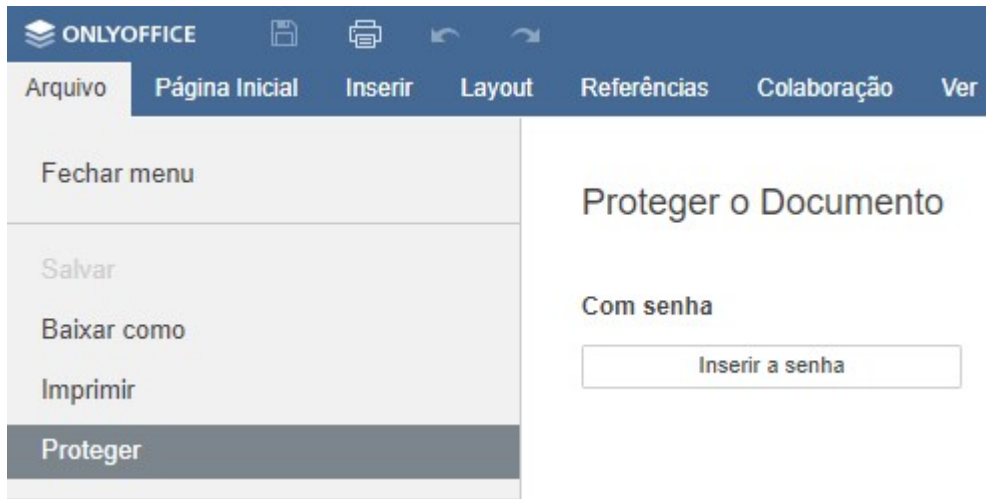 ONLYOFFICE
Arquivo Página Inicial Inserir Layout Referências Colaboração Ver
Fechar menu
Proteger o Documento
Salvar
Com senha
Baixar como
Inserir a senha
Imprimir
Proteger